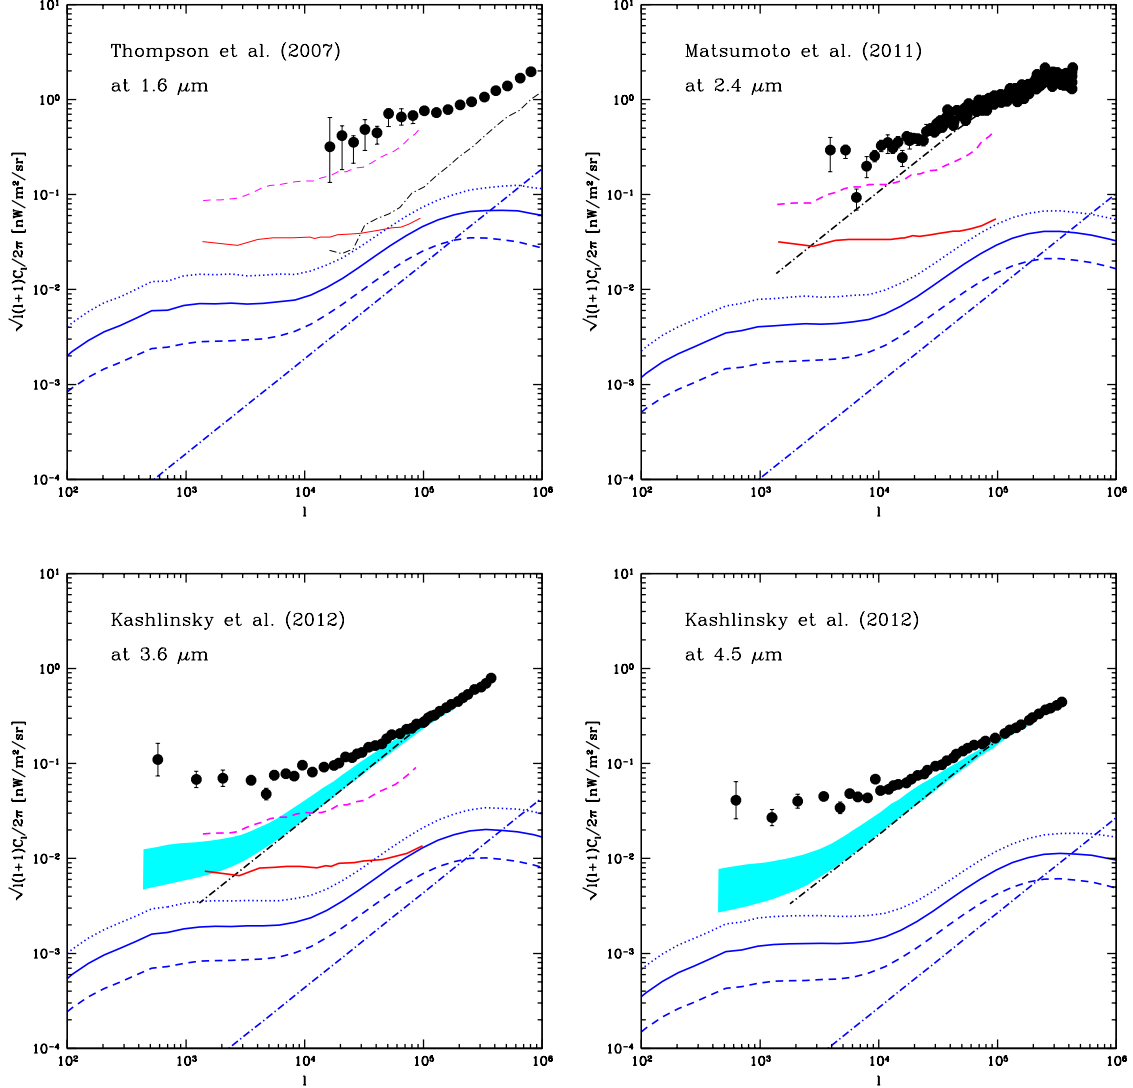 Thompson et al. (2007)
at 1.6 μm
√l(l+1)Cₗ/2π [nW/m²/sr]
10¹
10⁰
10⁻¹
10⁻²
10⁻³
10⁻⁴
10² 10³ 10⁴ 10⁵ 10⁶
l
Matsumoto et al. (2011)
at 2.4 μm
√l(l+1)Cₗ/2π [nW/m²/sr]
10¹
10⁰
10⁻¹
10⁻²
10⁻³
10⁻⁴
10² 10³ 10⁴ 10⁵ 10⁶
l
Kashlinsky et al. (2012)
at 3.6 μm
√l(l+1)Cₗ/2π [nW/m²/sr]
10¹
10⁰
10⁻¹
10⁻²
10⁻³
10⁻⁴
10² 10³ 10⁴ 10⁵ 10⁶
l
Kashlinsky et al. (2012)
at 4.5 μm
√l(l+1)Cₗ/2π [nW/m²/sr]
10¹
10⁰
10⁻¹
10⁻²
10⁻³
10⁻⁴
10² 10³ 10⁴ 10⁵ 10⁶
l